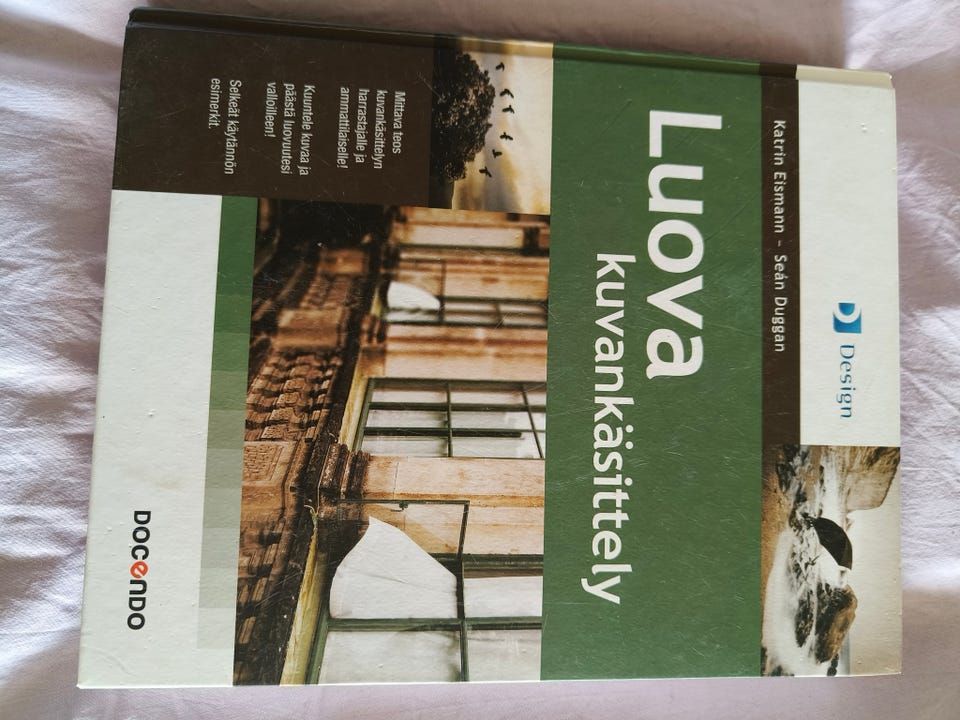 Design
Katrin Eismann – Seán Duggan
Luova
kuvankäsittely
Mittava teos
kuvankäsittelyn
harrastajalle ja
ammattilaiselle!
Kuuntele kuvaa ja
päästä luovuutesi
valloilleen!
Selkeät käytännön
esimerkit.
DOCENDO